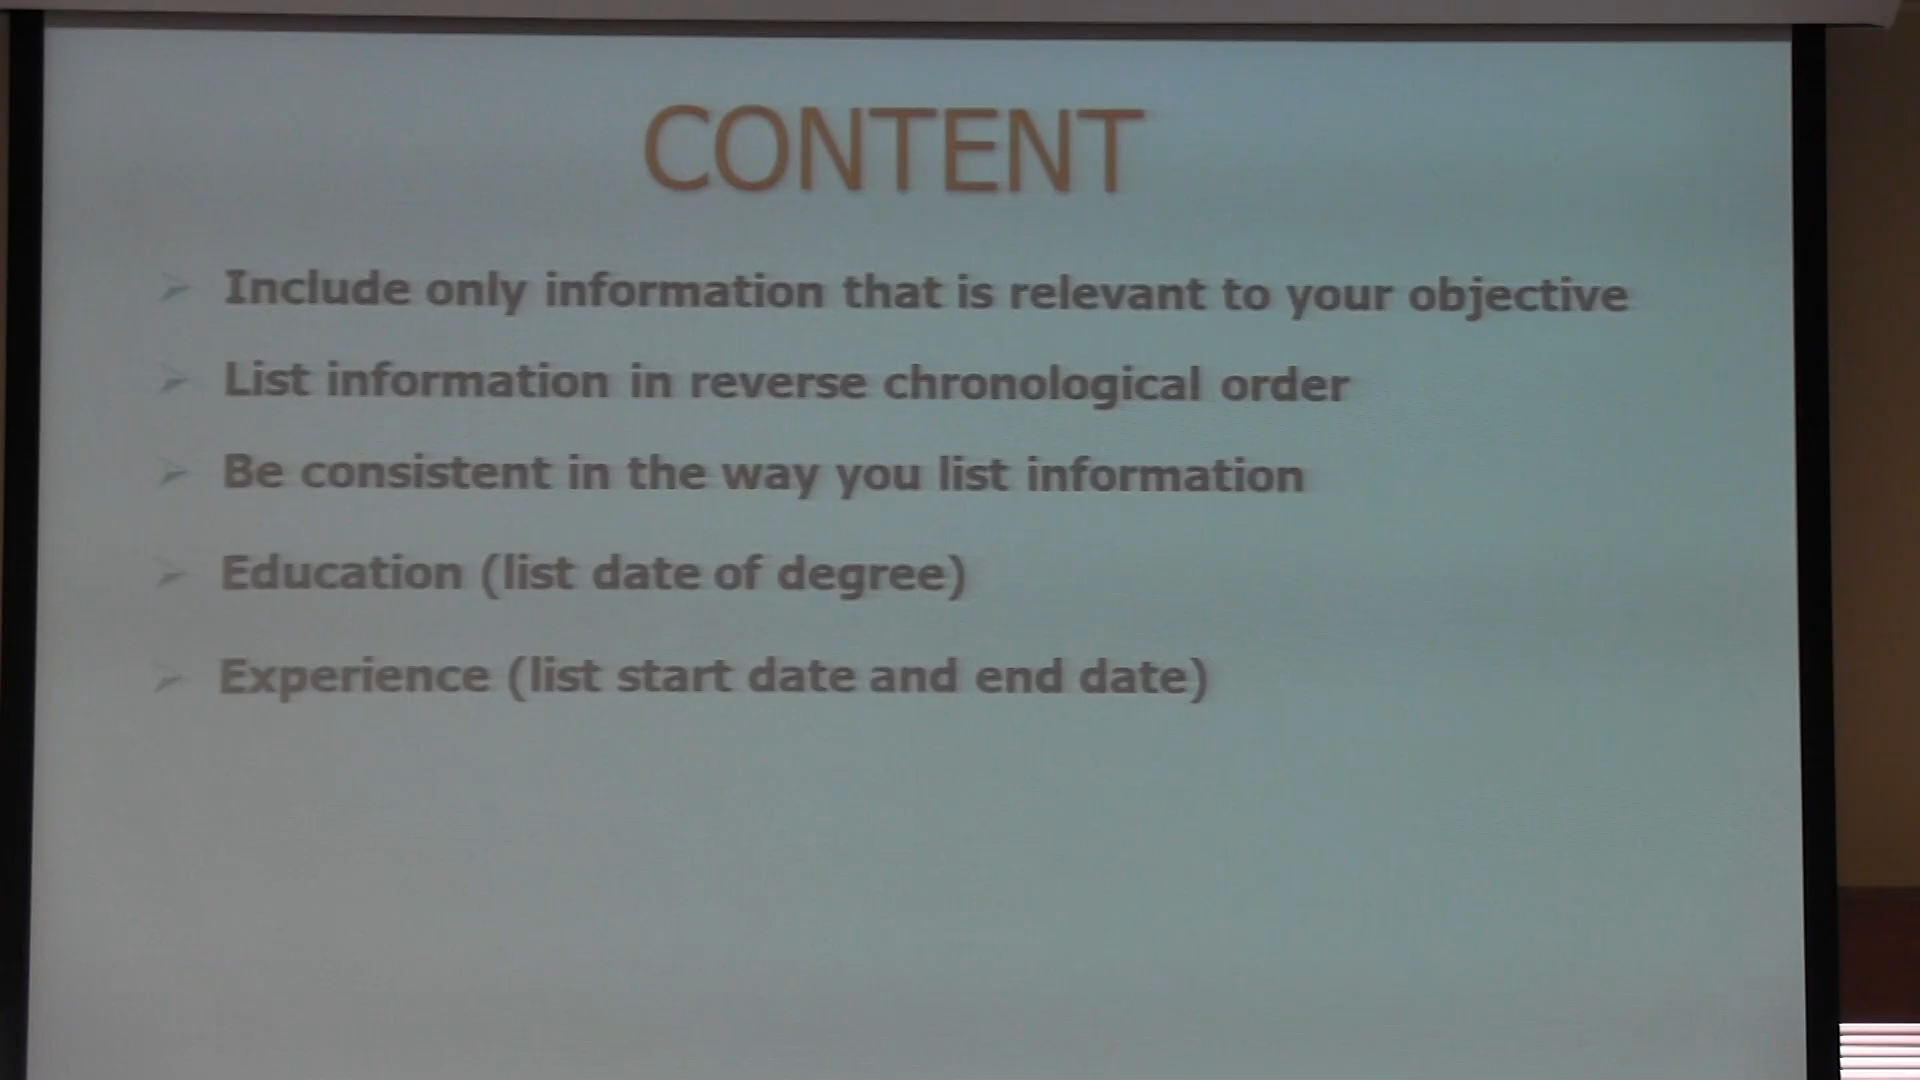 CONTENT
Include only information that is relevant to your objective
List information in reverse chronological order
Be consistent in the way you list information
Education (list date of degree)
Experience (list start date and end date)